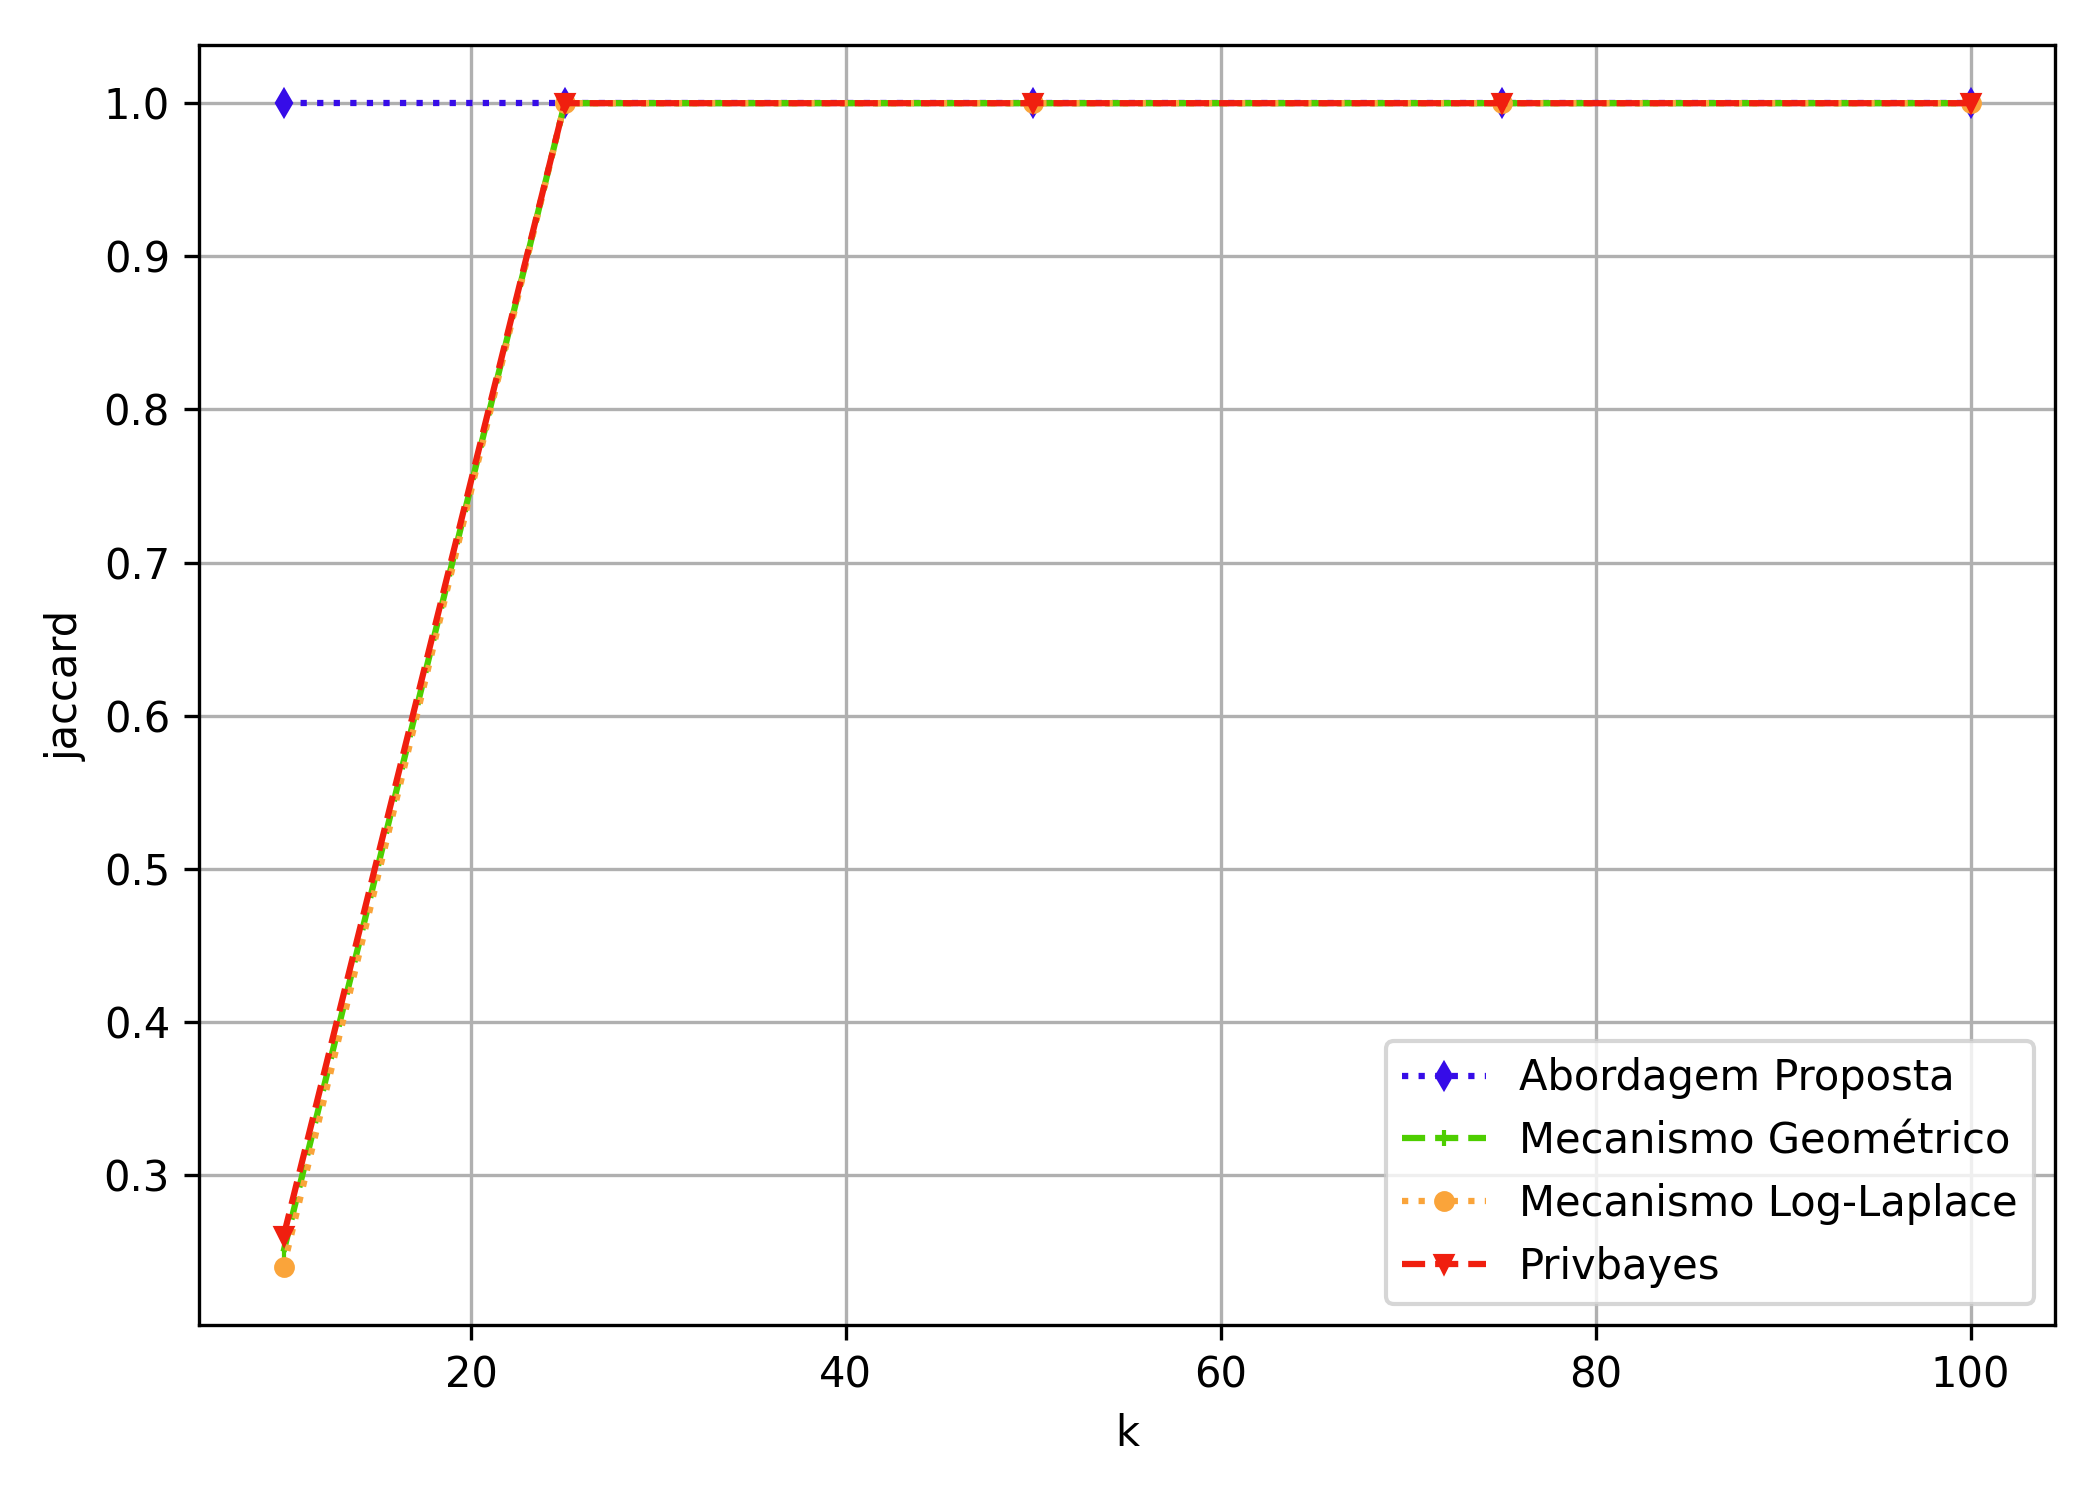 1.0
0.9
0.8
0.7
0.6
0.5
0.4
0.3
jaccard
20 40 60 80 100
k
Abordagem Proposta
Mecanismo Geométrico
Mecanismo Log-Laplace
Privbayes